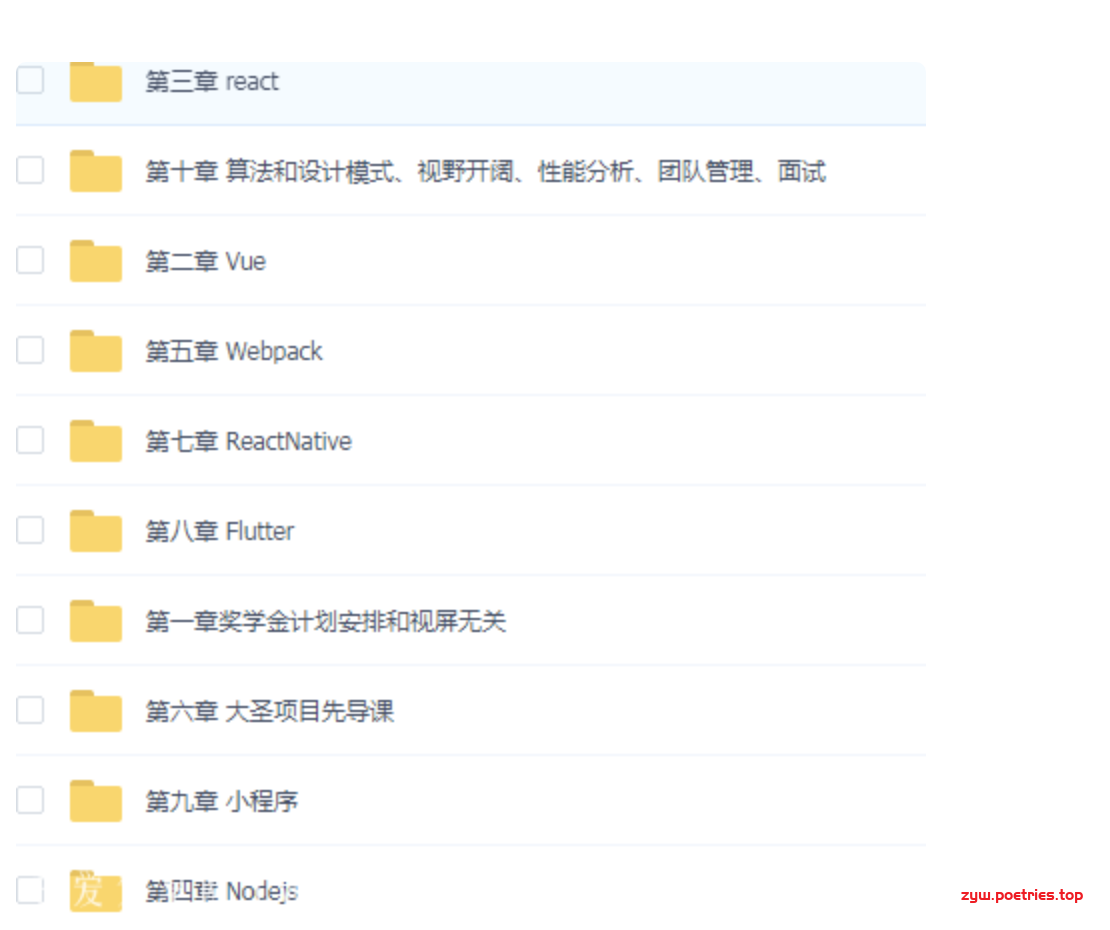 第三章 react
第十章 算法和设计模式、视野开阔、性能分析、团队管理、面试
第二章 Vue
第五章 Webpack
第七章 ReactNative
第八章 Flutter
第一章奖学金计划安排和视屏无关
第六章 大圣项目先导课
第九章 小程序
爱
第四章 Nodejs
zyw.poetries.top